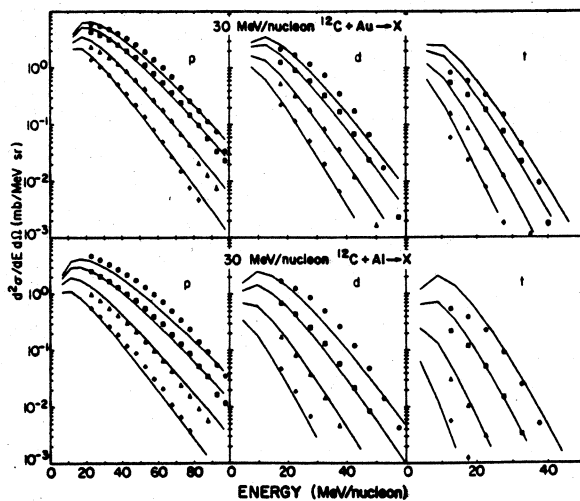 30 MeV/nucleon ¹²C + Au → X
p d t
10⁰
10⁻¹
10⁻²
10⁻³
d²σ/dE dΩ (mb/MeV sr)
30 MeV/nucleon ¹²C + Al → X
p d t
10⁰
10⁻¹
10⁻²
10⁻³
0 20 40 60 80 0 20 40 0 20 40
ENERGY (MeV/nucleon)